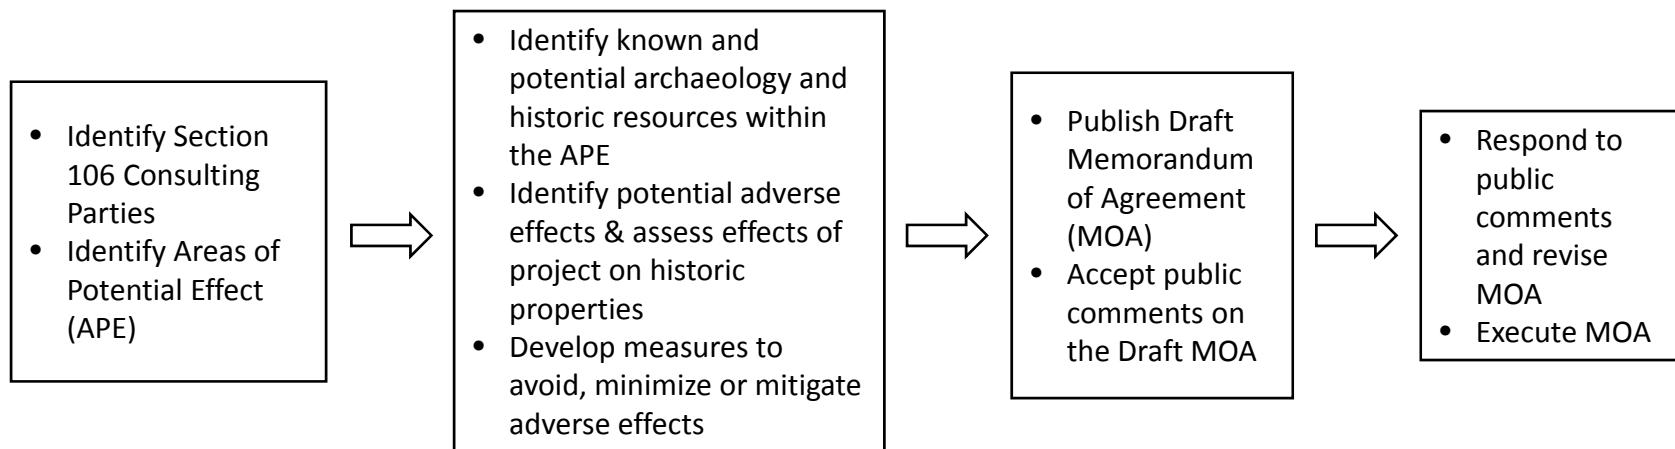 • Identify Section
106 Consulting
Parties
• Identify Areas of
Potential Effect
(APE)
• Identify known and
potential archaeology and
historic resources within
the APE
• Identify potential adverse
effects & assess effects of
project on historic
properties
• Develop measures to
avoid, minimize or mitigate
adverse effects
• Publish Draft
Memorandum
of Agreement
(MOA)
• Accept public
comments on
the Draft MOA
• Respond to
public
comments
and revise
MOA
• Execute MOA